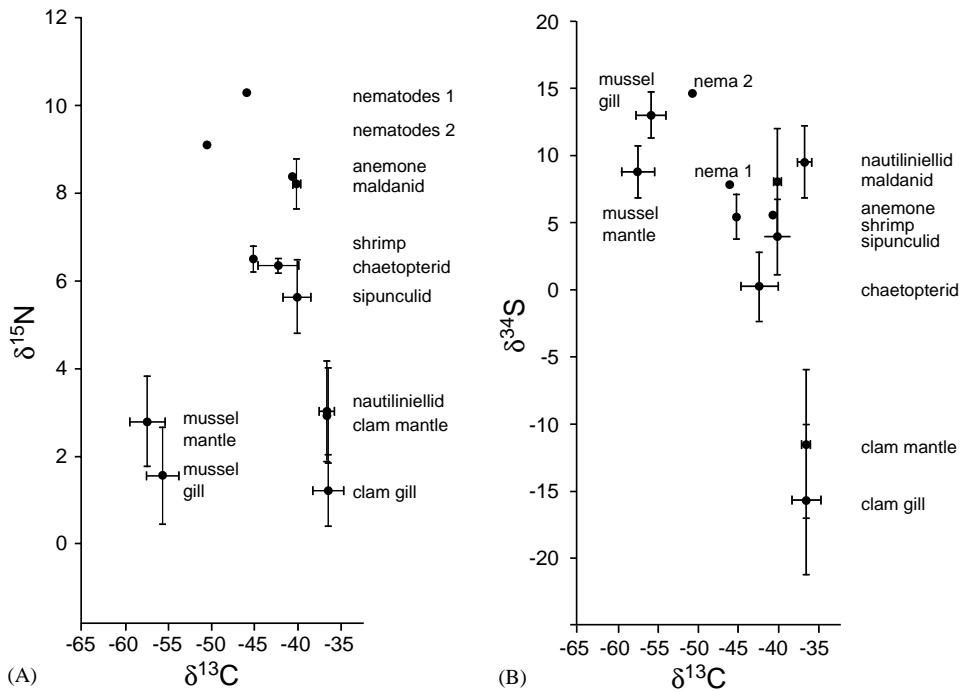 12
10
8
6
4
2
0
δ15N
nematodes 1
nematodes 2
anemone
maldanid
shrimp
chaetopterid
sipunculid
mussel
mantle
mussel
gill
nautiliniellid
clam mantle
clam gill
-65 -60 -55 -50 -45 -40 -35
(A) δ13C
20
15
10
5
0
-5
-10
-15
-20
δ34S
mussel
gill
nema 2
nema 1
mussel
mantle
nautiliniellid
maldanid
anemone
shrimp
sipunculid
chaetopterid
clam mantle
clam gill
-65 -60 -55 -50 -45 -40 -35
(B) δ13C